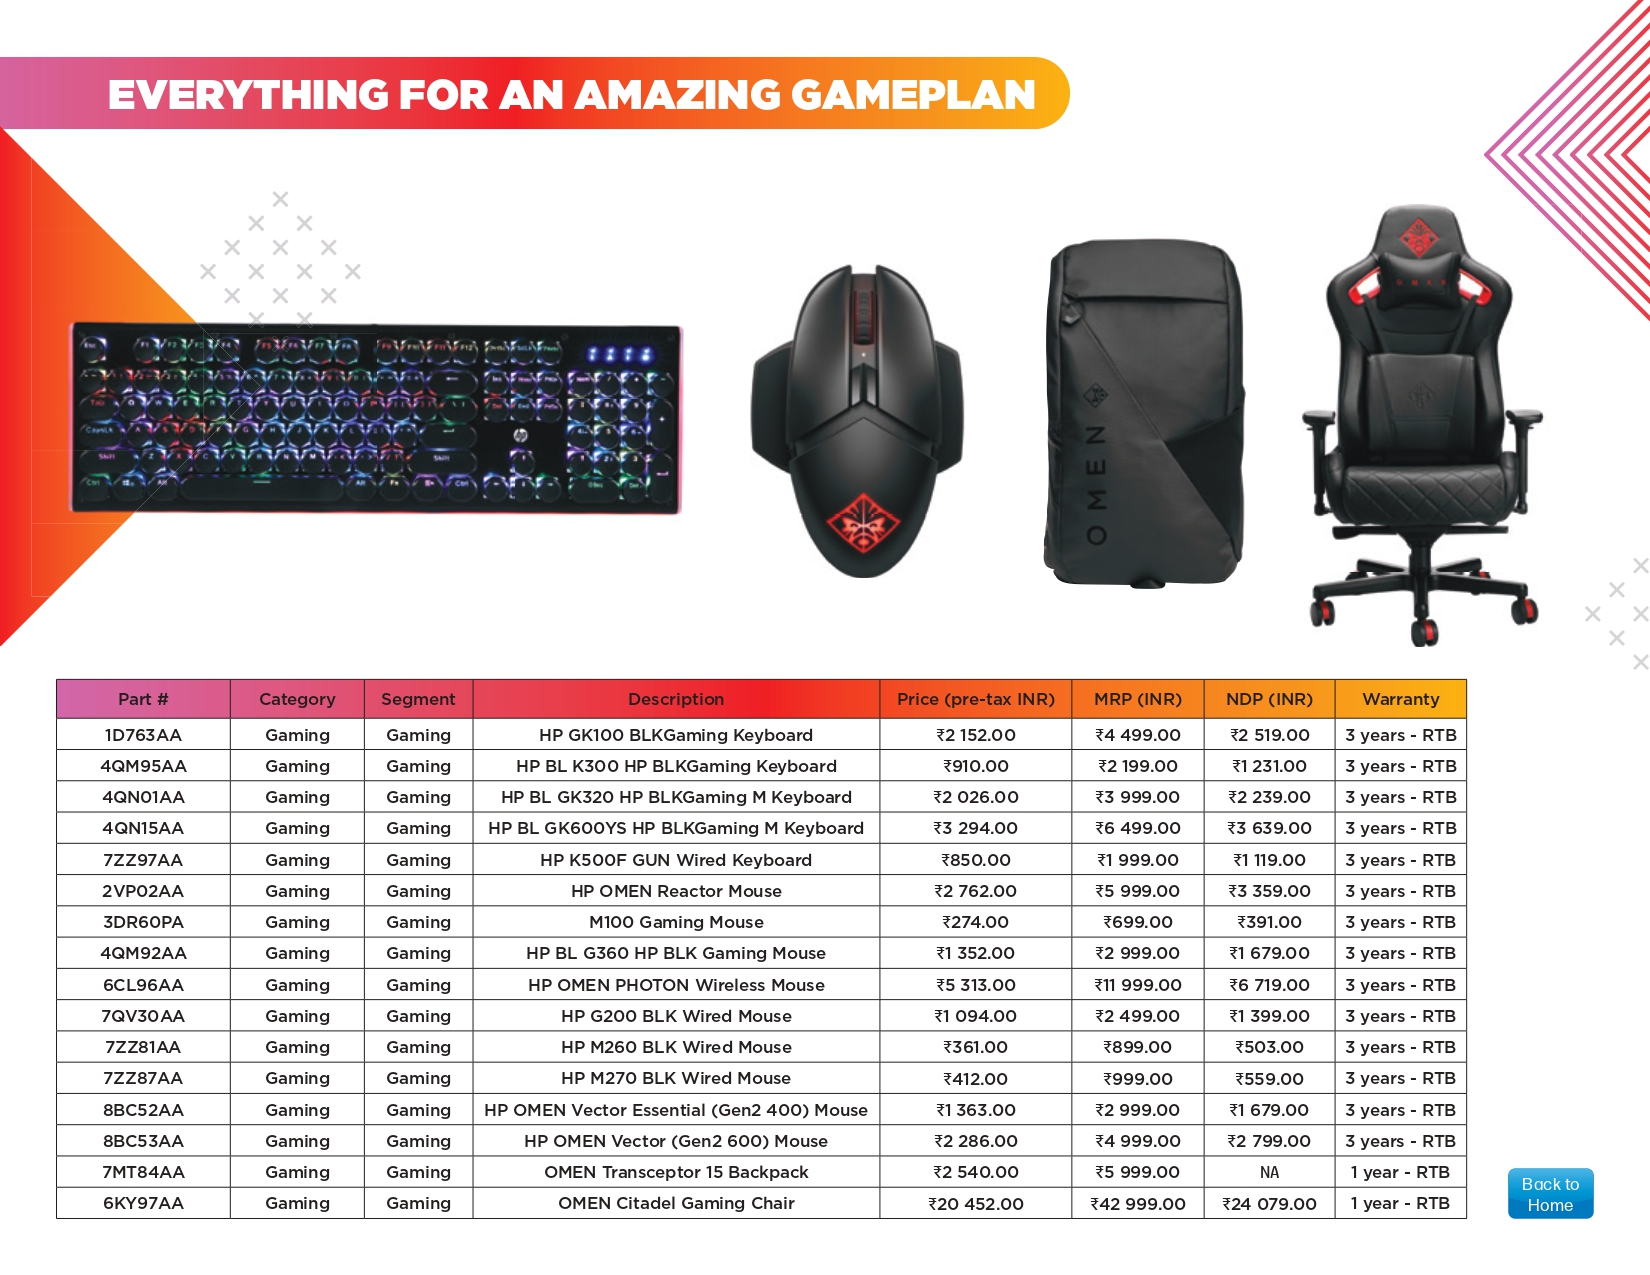 EVERYTHING FOR AN AMAZING GAMEPLAN
OMEN
Part # Category Segment Description Price (pre-tax INR) MRP (INR) NDP (INR) Warranty
1D763AA Gaming Gaming HP GK100 BLKGaming Keyboard ₹2 152.00 ₹4 499.00 ₹2 519.00 3 years - RTB
4QM95AA Gaming Gaming HP BL K300 HP BLKGaming Keyboard ₹910.00 ₹2 199.00 ₹1 231.00 3 years - RTB
4QN01AA Gaming Gaming HP BL GK320 HP BLKGaming M Keyboard ₹2 026.00 ₹3 999.00 ₹2 239.00 3 years - RTB
4QN15AA Gaming Gaming HP BL GK600YS HP BLKGaming M Keyboard ₹3 294.00 ₹6 499.00 ₹3 639.00 3 years - RTB
7ZZ97AA Gaming Gaming HP K500F GUN Wired Keyboard ₹850.00 ₹1 999.00 ₹1 119.00 3 years - RTB
2VP02AA Gaming Gaming HP OMEN Reactor Mouse ₹2 762.00 ₹5 999.00 ₹3 359.00 3 years - RTB
3DR60PA Gaming Gaming M100 Gaming Mouse ₹274.00 ₹699.00 ₹391.00 3 years - RTB
4QM92AA Gaming Gaming HP BL G360 HP BLK Gaming Mouse ₹1 352.00 ₹2 999.00 ₹1 679.00 3 years - RTB
6CL96AA Gaming Gaming HP OMEN PHOTON Wireless Mouse ₹5 313.00 ₹11 999.00 ₹6 719.00 3 years - RTB
7QV30AA Gaming Gaming HP G200 BLK Wired Mouse ₹1 094.00 ₹2 499.00 ₹1 399.00 3 years - RTB
7ZZ81AA Gaming Gaming HP M260 BLK Wired Mouse ₹361.00 ₹899.00 ₹503.00 3 years - RTB
7ZZ87AA Gaming Gaming HP M270 BLK Wired Mouse ₹412.00 ₹999.00 ₹559.00 3 years - RTB
8BC52AA Gaming Gaming HP OMEN Vector Essential (Gen2 400) Mouse ₹1 363.00 ₹2 999.00 ₹1 679.00 3 years - RTB
8BC53AA Gaming Gaming HP OMEN Vector (Gen2 600) Mouse ₹2 286.00 ₹4 999.00 ₹2 799.00 3 years - RTB
7MT84AA Gaming Gaming OMEN Transceptor 15 Backpack ₹2 540.00 ₹5 999.00 NA 1 year - RTB
6KY97AA Gaming Gaming OMEN Citadel Gaming Chair ₹20 452.00 ₹42 999.00 ₹24 079.00 1 year - RTB
Back to
Home